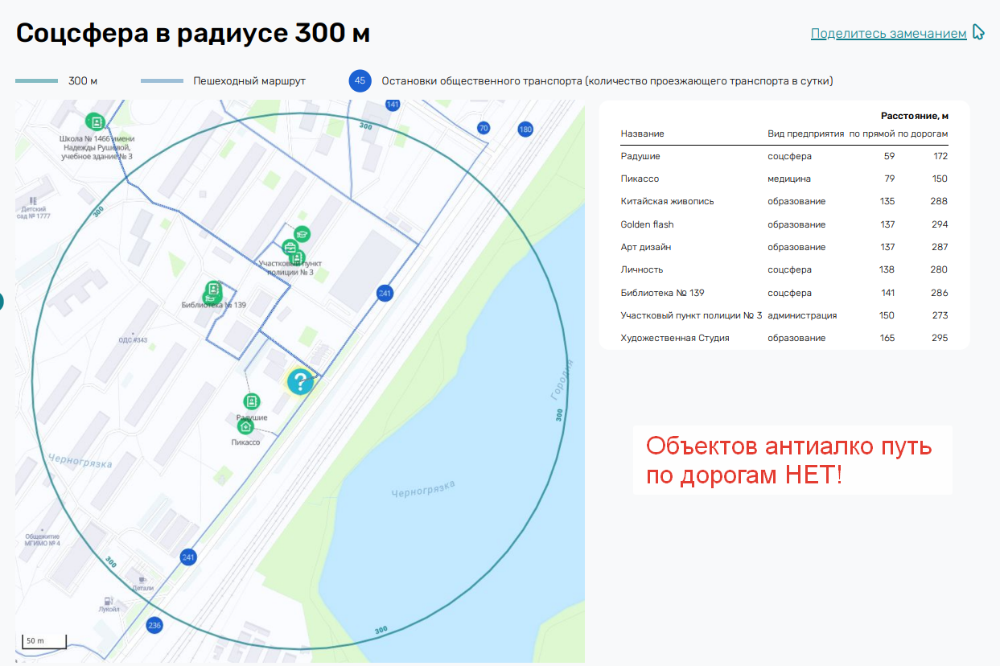 Соцсфера в радиусе 300 м
Поделитесь замечанием
300 м
Пешеходный маршрут
45
Остановки общественного транспорта (количество проезжающего транспорта в сутки)
141
300
70
180
Школа № 1466 имени
Надежды Рушевой,
учебное здание № 3
Детский
сад № 1777
300
Участковый пункт
полиции № 3
241
Библиотека № 139
ОДС #343
?
Городня
Радушие
300
Пикассо
Черногрязка
Черногрязка
Общежитие
МГИМО № 4
300
241
Детали
Лукойл
236
300
50 m
Расстояние, м
Название Вид предприятия по прямой по дорогам
Радушие соцсфера 59 172
Пикассо медицина 79 150
Китайская живопись образование 135 288
Golden flash образование 137 294
Арт дизайн образование 137 287
Личность соцсфера 138 280
Библиотека № 139 соцсфера 141 286
Участковый пункт полиции № 3 администрация 150 273
Художественная Студия образование 165 295
Объектов антиалко путь
по дорогам НЕТ!